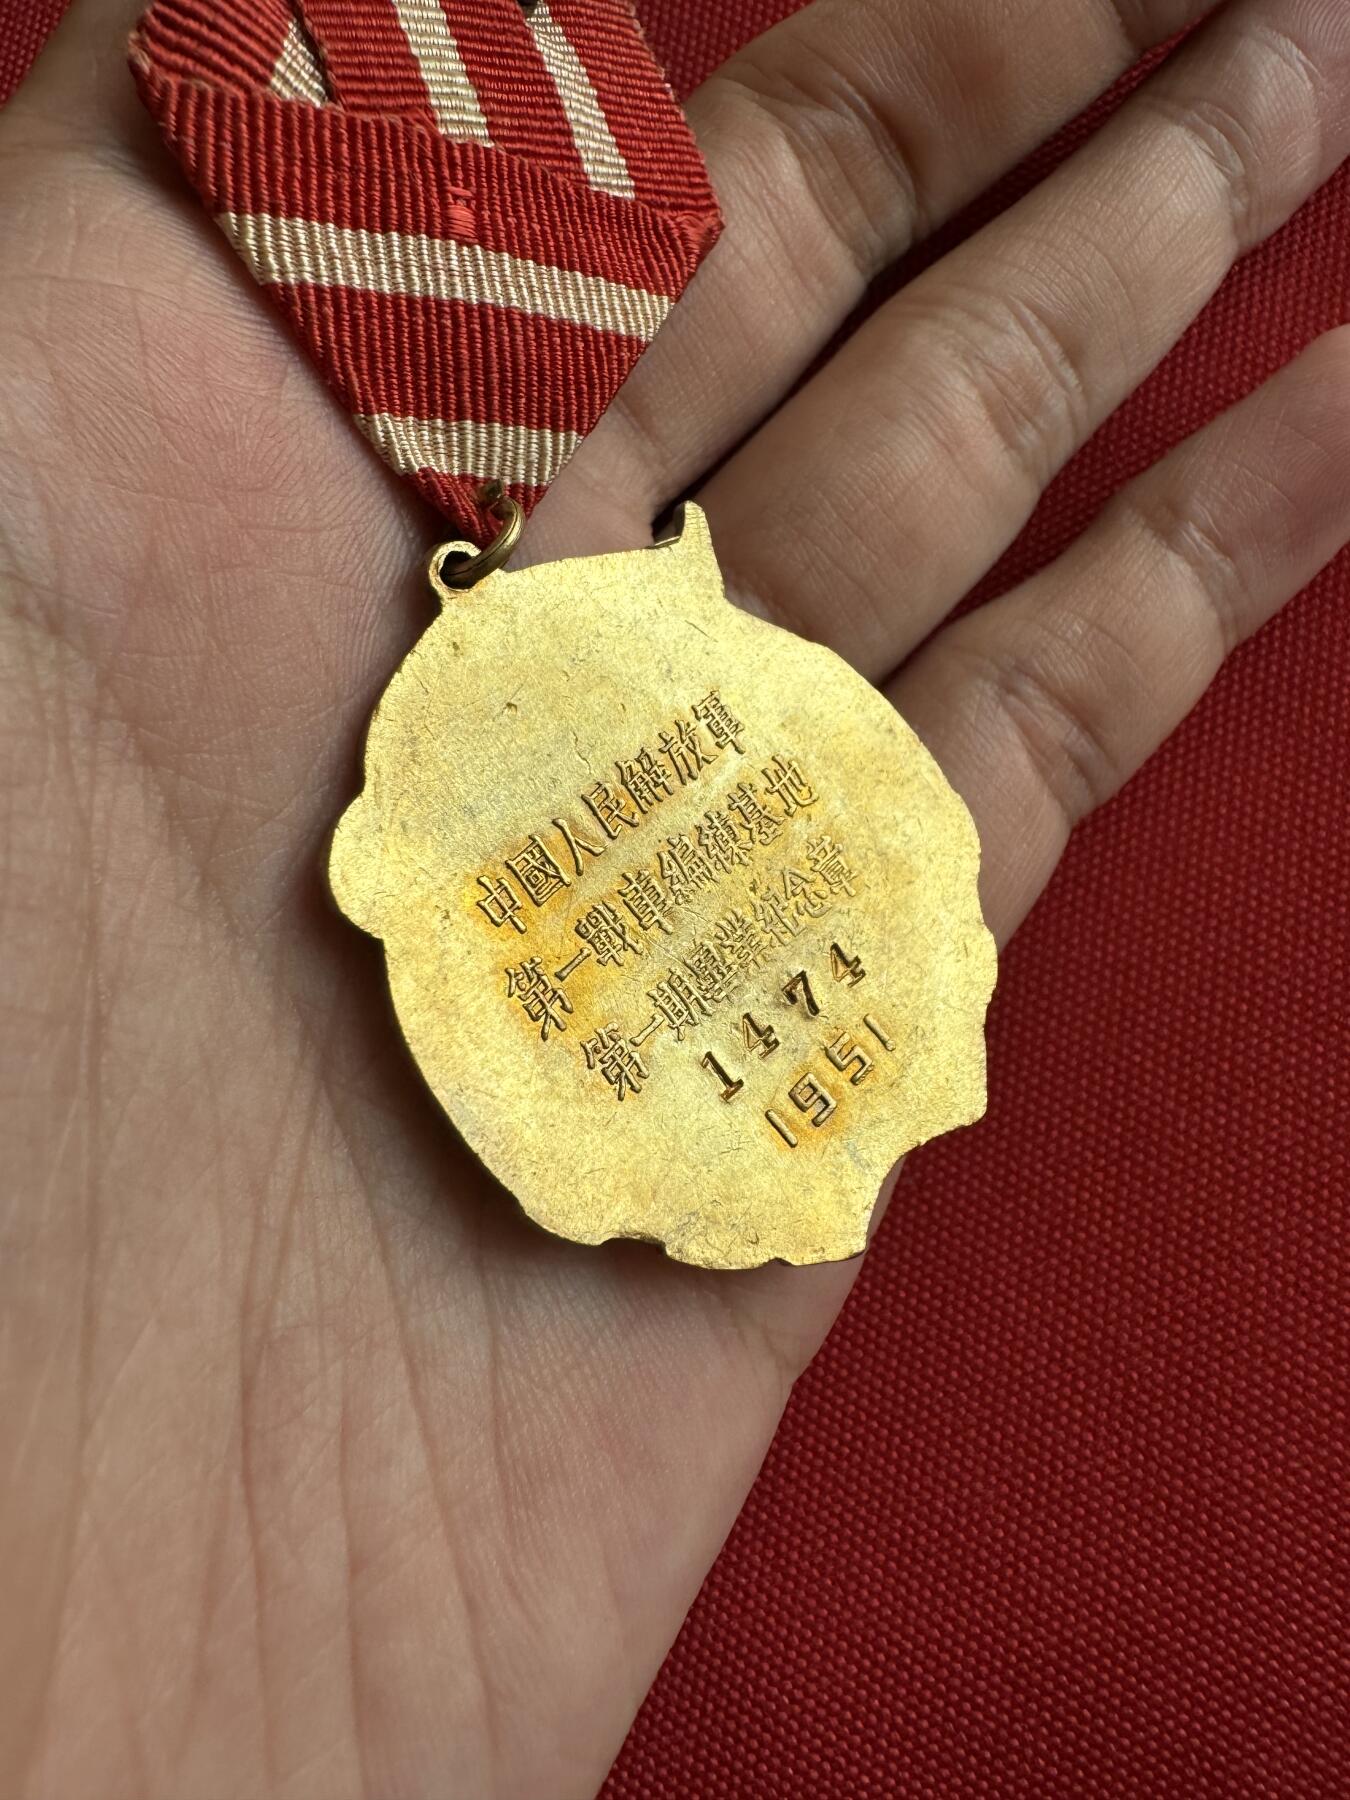 中國人民解放軍
第一戰車編練基地
第一期畢業紀念章
1474
1951